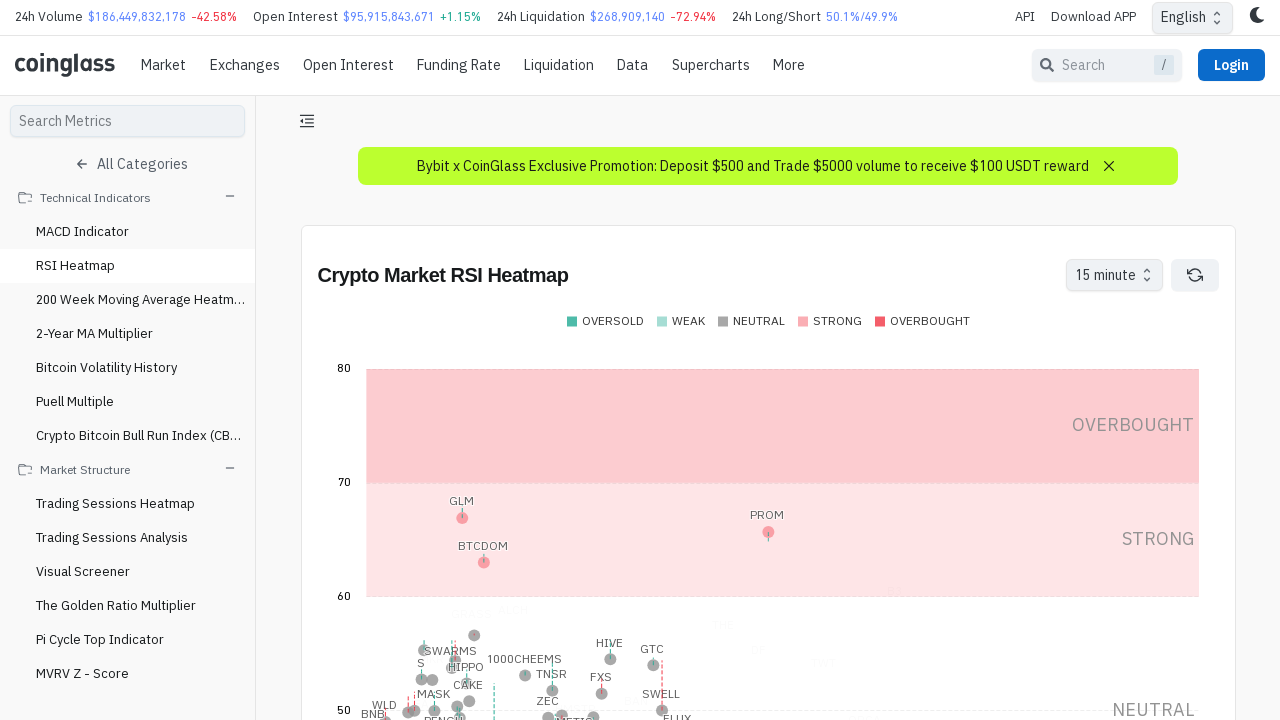 24h Volume $186,449,832,178 -42.58% Open Interest $95,915,843,671 +1.15% 24h Liquidation $268,909,140 -72.94% 24h Long/Short 50.1%/49.9% API Download APP English
coinglass Market Exchanges Open Interest Funding Rate Liquidation Data Supercharts More Search / Login
Search Metrics
All Categories
Technical Indicators
MACD Indicator
RSI Heatmap
200 Week Moving Average Heatm...
2-Year MA Multiplier
Bitcoin Volatility History
Puell Multiple
Crypto Bitcoin Bull Run Index (CB...
Market Structure
Trading Sessions Heatmap
Trading Sessions Analysis
Visual Screener
The Golden Ratio Multiplier
Pi Cycle Top Indicator
MVRV Z - Score
Bybit x CoinGlass Exclusive Promotion: Deposit $500 and Trade $5000 volume to receive $100 USDT reward
Crypto Market RSI Heatmap 15 minute
OVERSOLD WEAK NEUTRAL STRONG OVERBOUGHT
80
OVERBOUGHT
70
GLM
PROM
STRONG
BTCDOM
60
HIVE
SWARMS GTC
1000CHEEMS
S HIPPO
TNSR FXS
CAKE
MASK SWELL
ZEC
WLD
50 BNB NEUTRAL